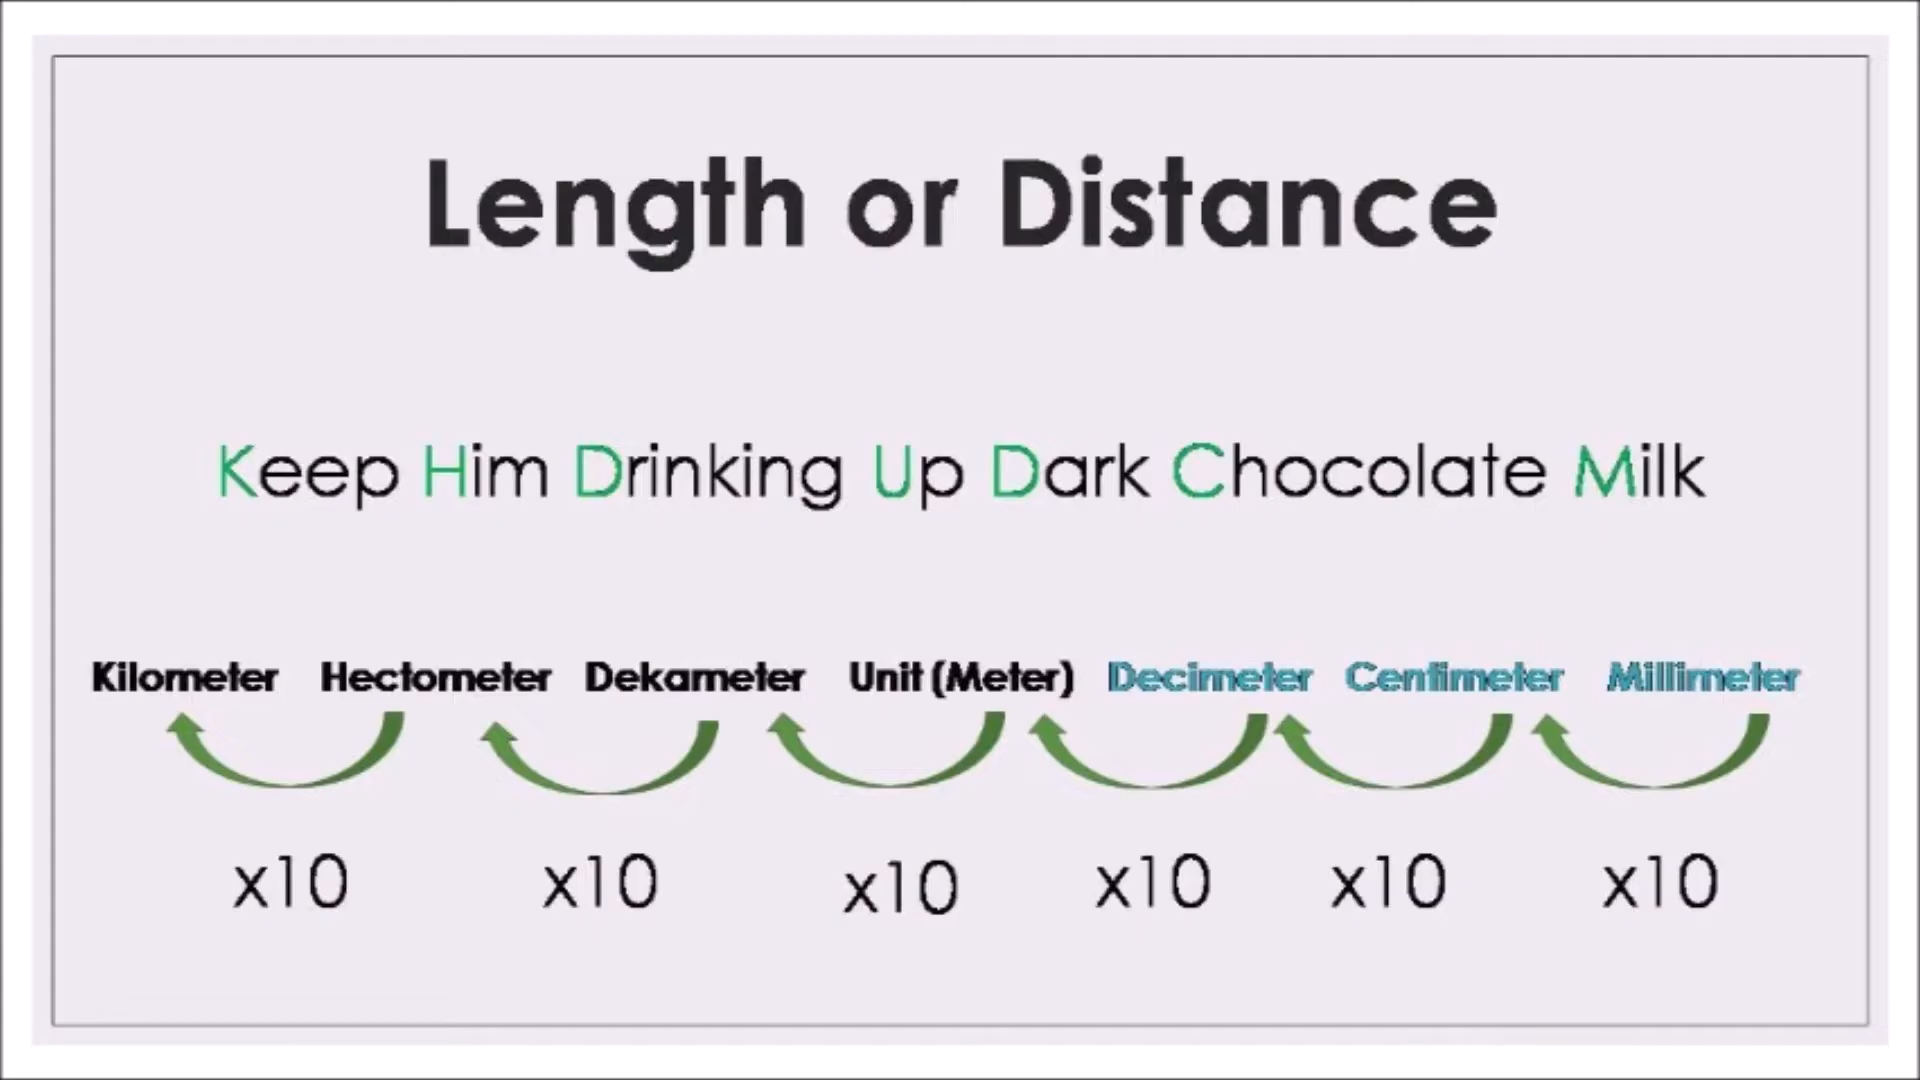 Length or Distance
Keep Him Drinking Up Dark Chocolate Milk
Kilometer Hectometer Dekameter Unit (Meter) Decimeter Centimeter Millimeter
x10 x10 x10 x10 x10 x10